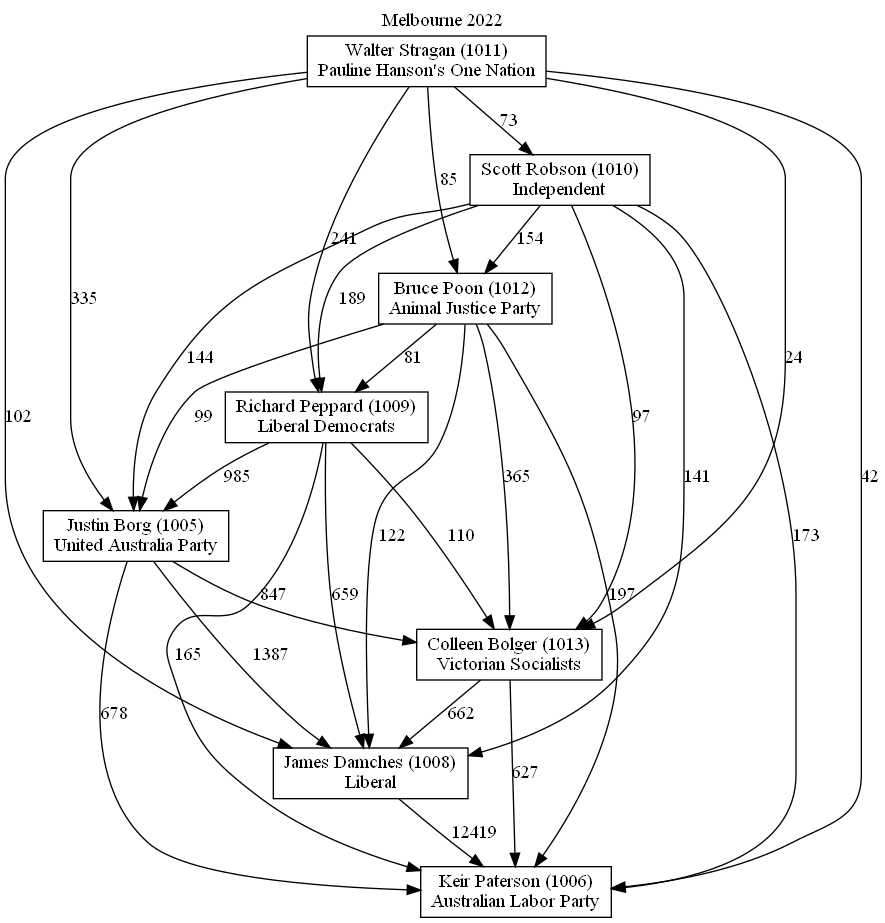 Melbourne 2022
Walter Stragan (1011)
Pauline Hanson's One Nation
73
Scott Robson (1010)
Independent
85
241
154
Bruce Poon (1012)
Animal Justice Party
335
189
144
81
24
99
Richard Peppard (1009)
Liberal Democrats
102
97
985
365
141
42
Justin Borg (1005)
United Australia Party
122
110
173
847
659
197
Colleen Bolger (1013)
Victorian Socialists
165
1387
678
662
James Damches (1008)
Liberal
627
12419
Keir Paterson (1006)
Australian Labor Party